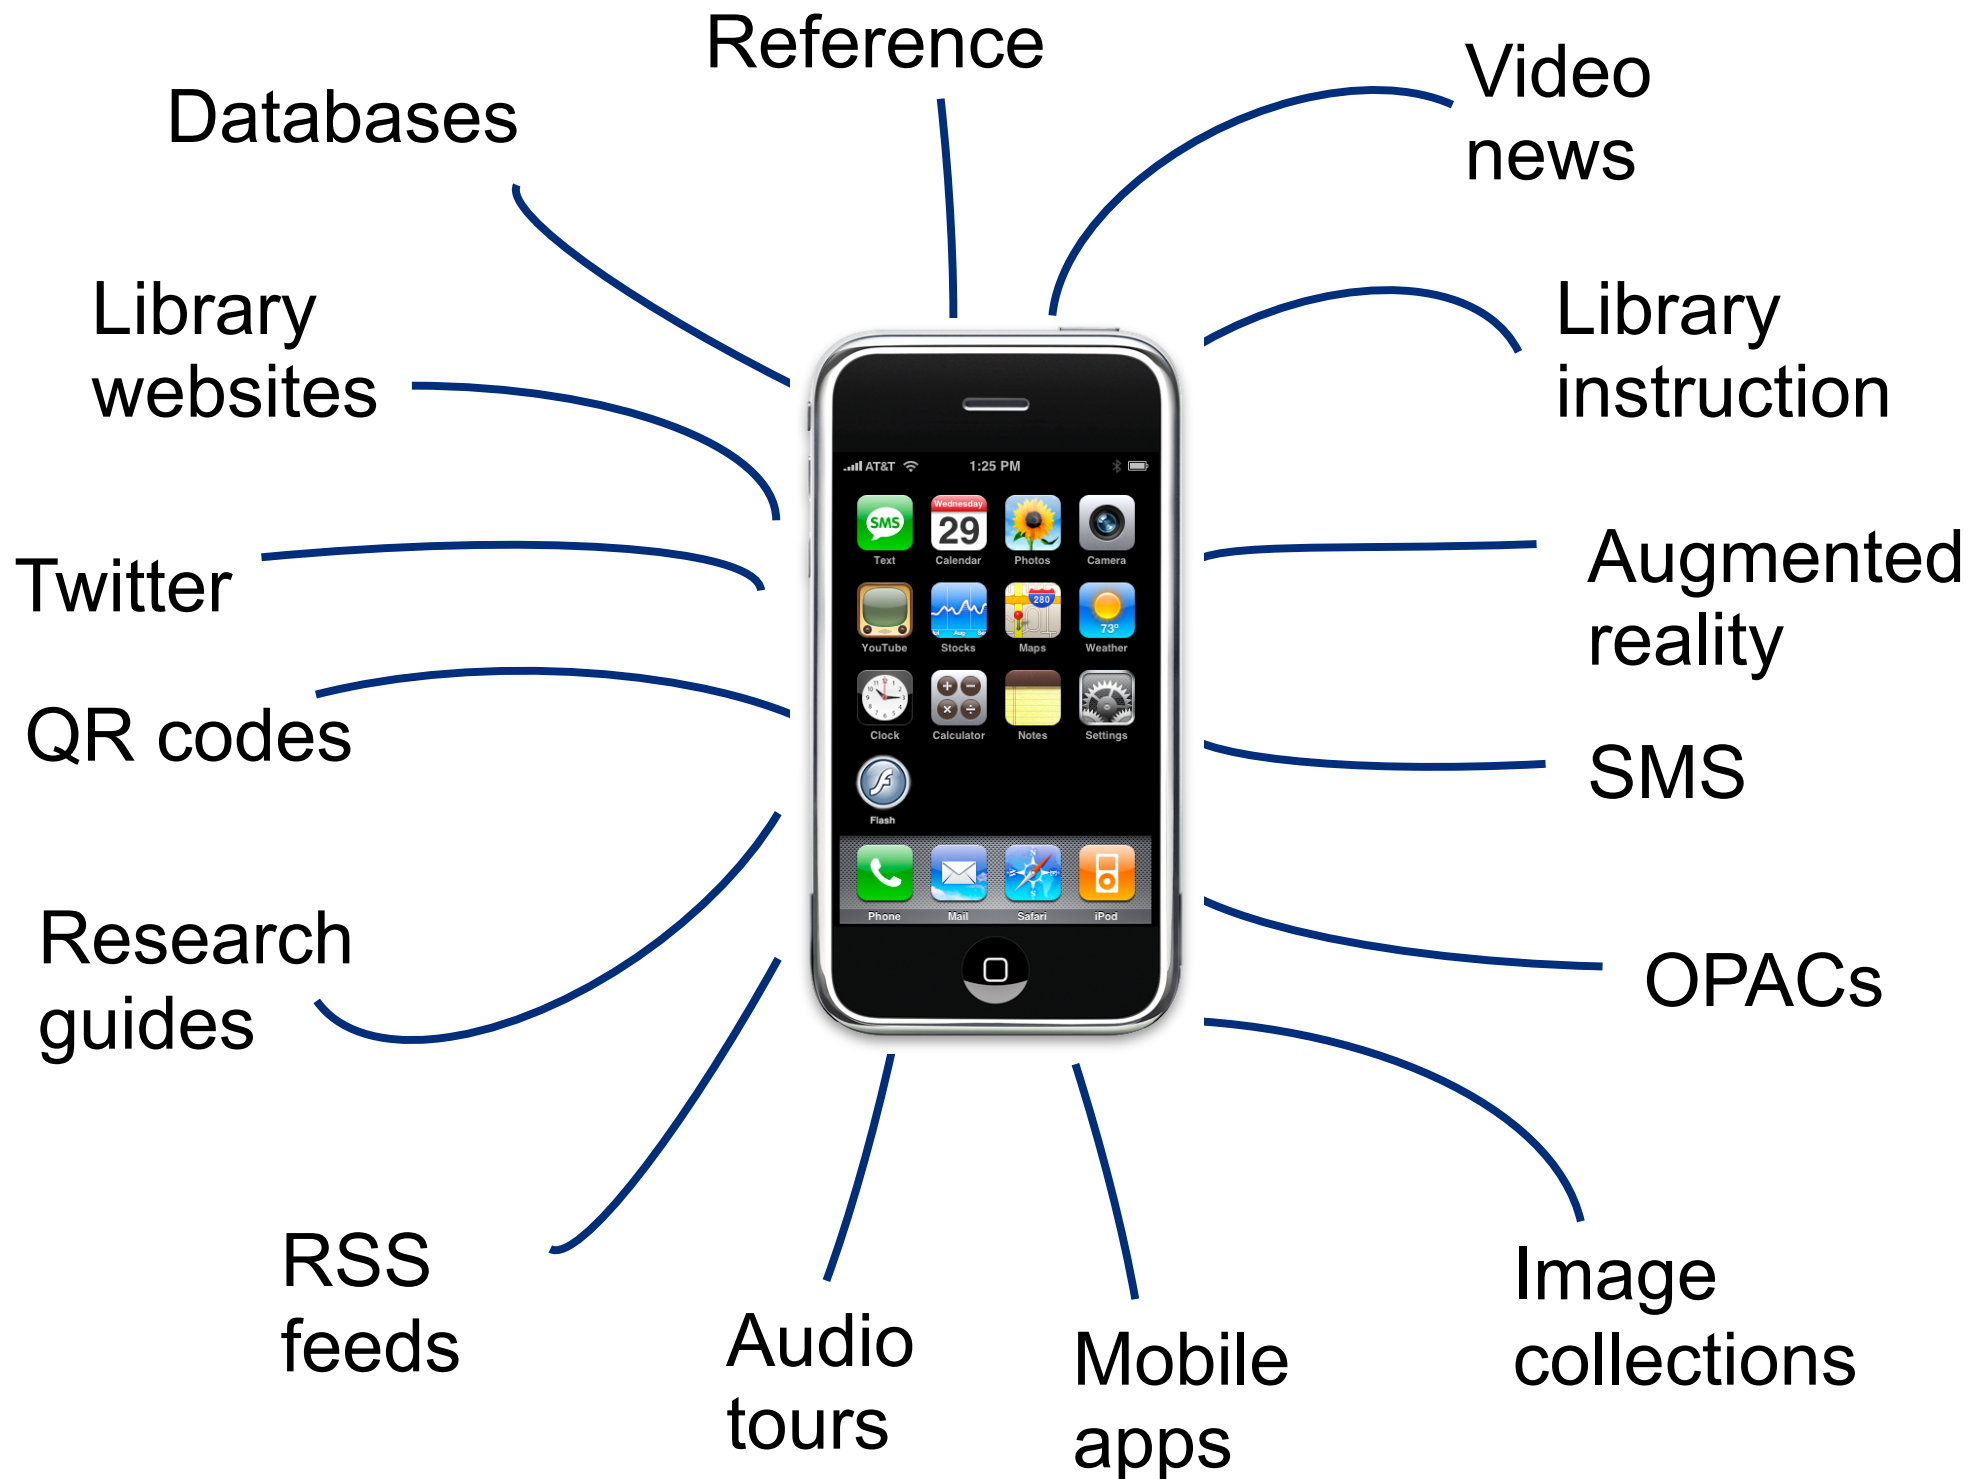 Reference
Video
news
Databases
Library
websites
Library
instruction
Twitter
Augmented
reality
QR codes
SMS
Research
guides
OPACs
RSS
feeds
Audio
tours
Mobile
apps
Image
collections
AT&T 1:25 PM
SMS
Wednesday
29
Text Calendar Photos Camera
280
73°
YouTube Stocks Maps Weather
Clock Calculator Notes Settings
Flash
Phone Mail Safari iPod